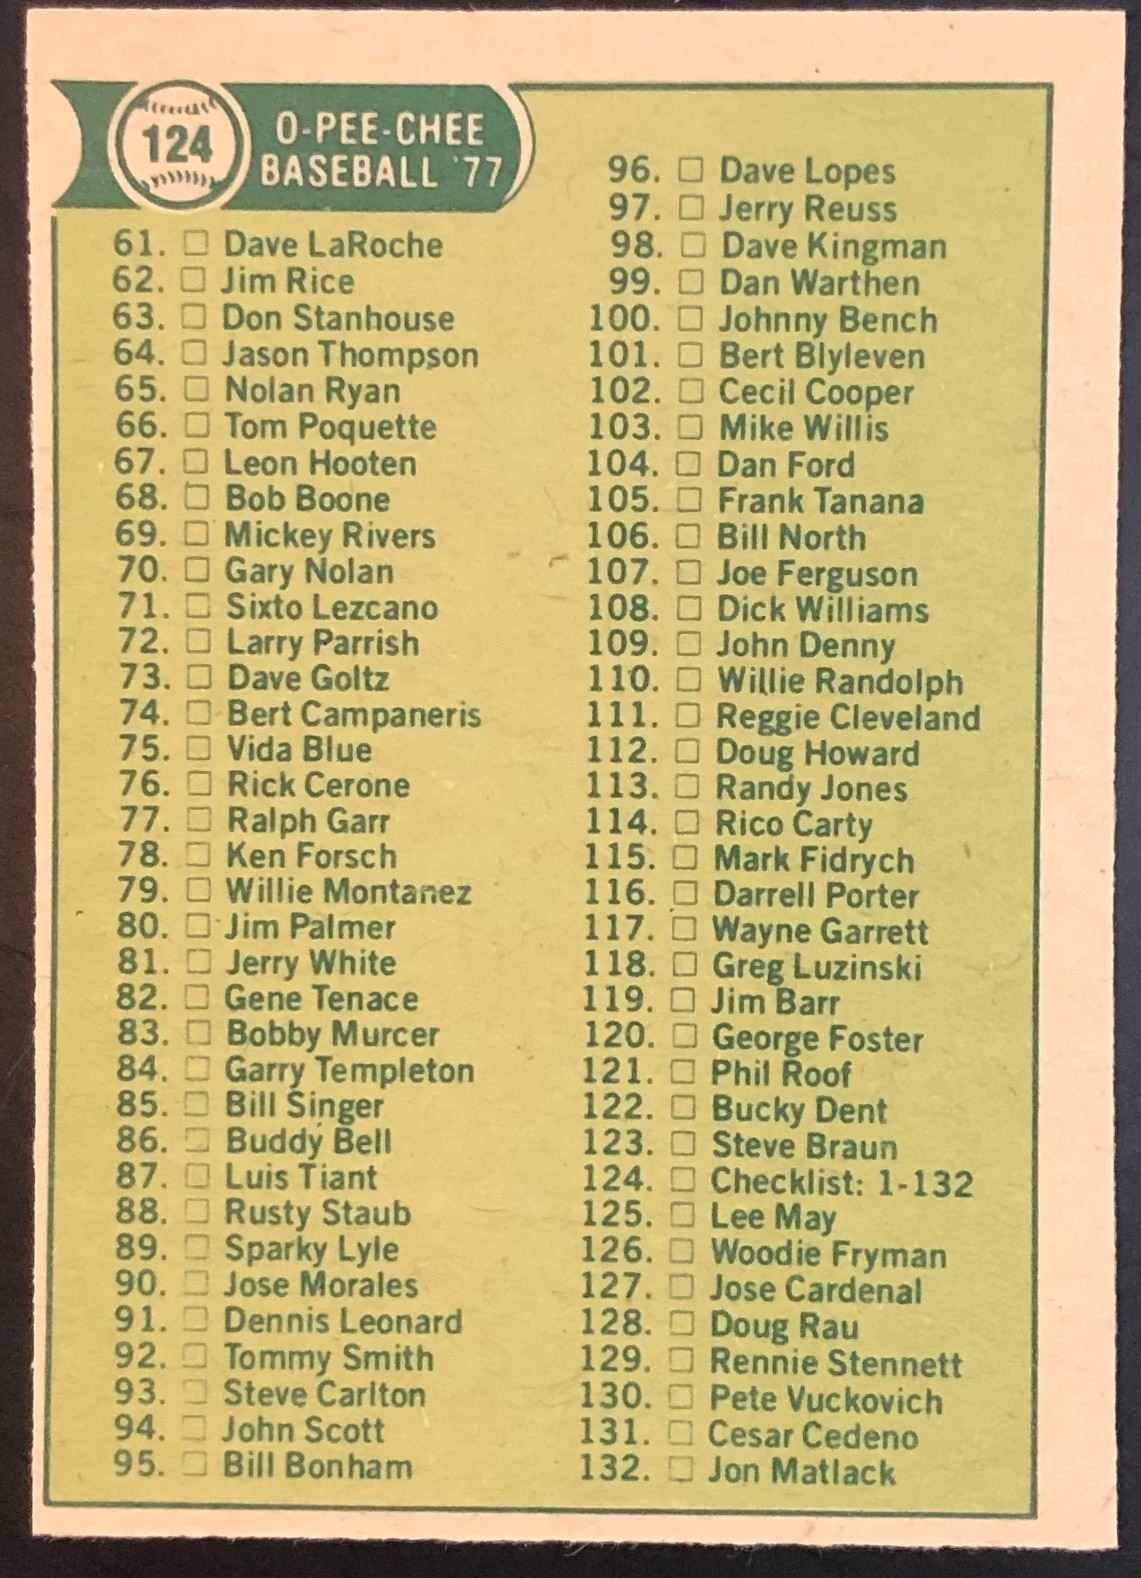 124
O-PEE-CHEE
BASEBALL '77
61. Dave LaRoche
62. Jim Rice
63. Don Stanhouse
64. Jason Thompson
65. Nolan Ryan
66. Tom Poquette
67. Leon Hooten
68. Bob Boone
69. Mickey Rivers
70. Gary Nolan
71. Sixto Lezcano
72. Larry Parrish
73. Dave Goltz
74. Bert Campaneris
75. Vida Blue
76. Rick Cerone
77. Ralph Garr
78. Ken Forsch
79. Willie Montanez
80. Jim Palmer
81. Jerry White
82. Gene Tenace
83. Bobby Murcer
84. Garry Templeton
85. Bill Singer
86. Buddy Bell
87. Luis Tiant
88. Rusty Staub
89. Sparky Lyle
90. Jose Morales
91. Dennis Leonard
92. Tommy Smith
93. Steve Carlton
94. John Scott
95. Bill Bonham
96. Dave Lopes
97. Jerry Reuss
98. Dave Kingman
99. Dan Warthen
100. Johnny Bench
101. Bert Blyleven
102. Cecil Cooper
103. Mike Willis
104. Dan Ford
105. Frank Tanana
106. Bill North
107. Joe Ferguson
108. Dick Williams
109. John Denny
110. Willie Randolph
111. Reggie Cleveland
112. Doug Howard
113. Randy Jones
114. Rico Carty
115. Mark Fidrych
116. Darrell Porter
117. Wayne Garrett
118. Greg Luzinski
119. Jim Barr
120. George Foster
121. Phil Roof
122. Bucky Dent
123. Steve Braun
124. Checklist: 1-132
125. Lee May
126. Woodie Fryman
127. Jose Cardenal
128. Doug Rau
129. Rennie Stennett
130. Pete Vuckovich
131. Cesar Cedeno
132. Jon Matlack